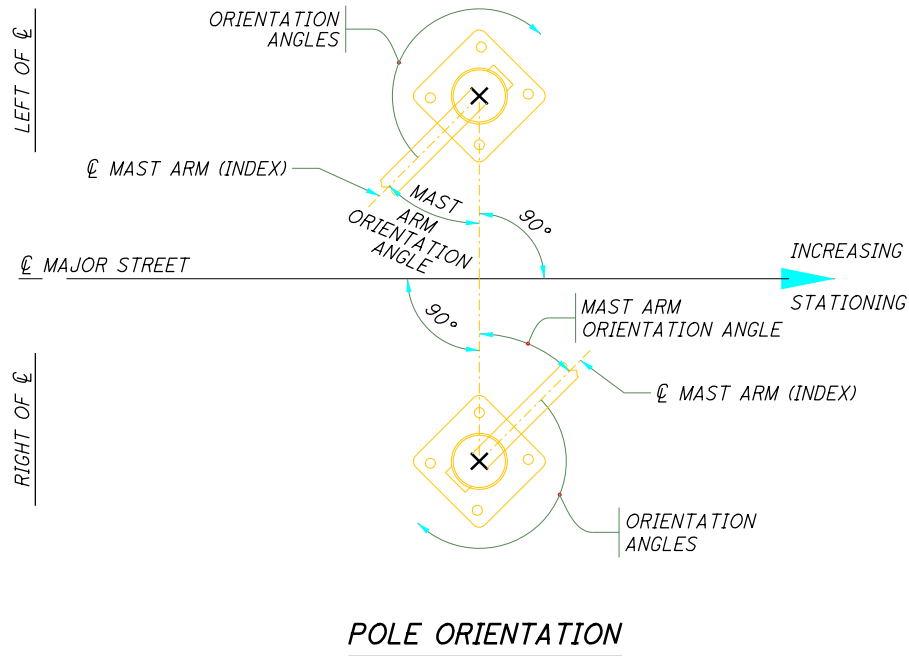 ORIENTATION
ANGLES
LEFT OF ℄
℄ MAST ARM (INDEX)
MAST
ARM
ORIENTATION
ANGLE
90°
℄ MAJOR STREET
INCREASING
STATIONING
90°
MAST ARM
ORIENTATION ANGLE
℄ MAST ARM (INDEX)
RIGHT OF ℄
ORIENTATION
ANGLES
POLE ORIENTATION